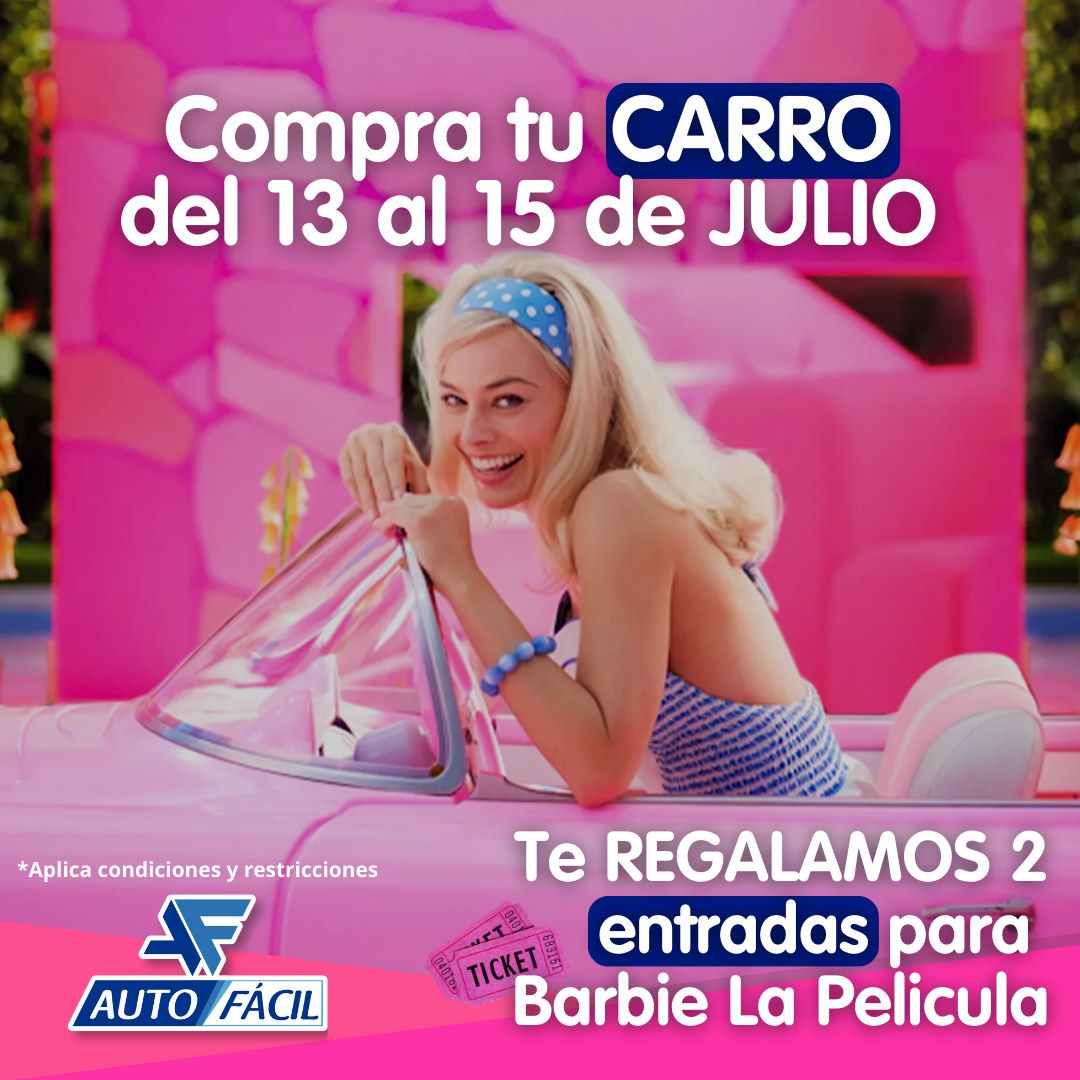 Compra tu CARRO
del 13 al 15 de JULIO
*Aplica condiciones y restricciones
Te REGALAMOS 2
entradas para
Barbie La Pelicula
AF
AUTO FÁCIL
TICKET